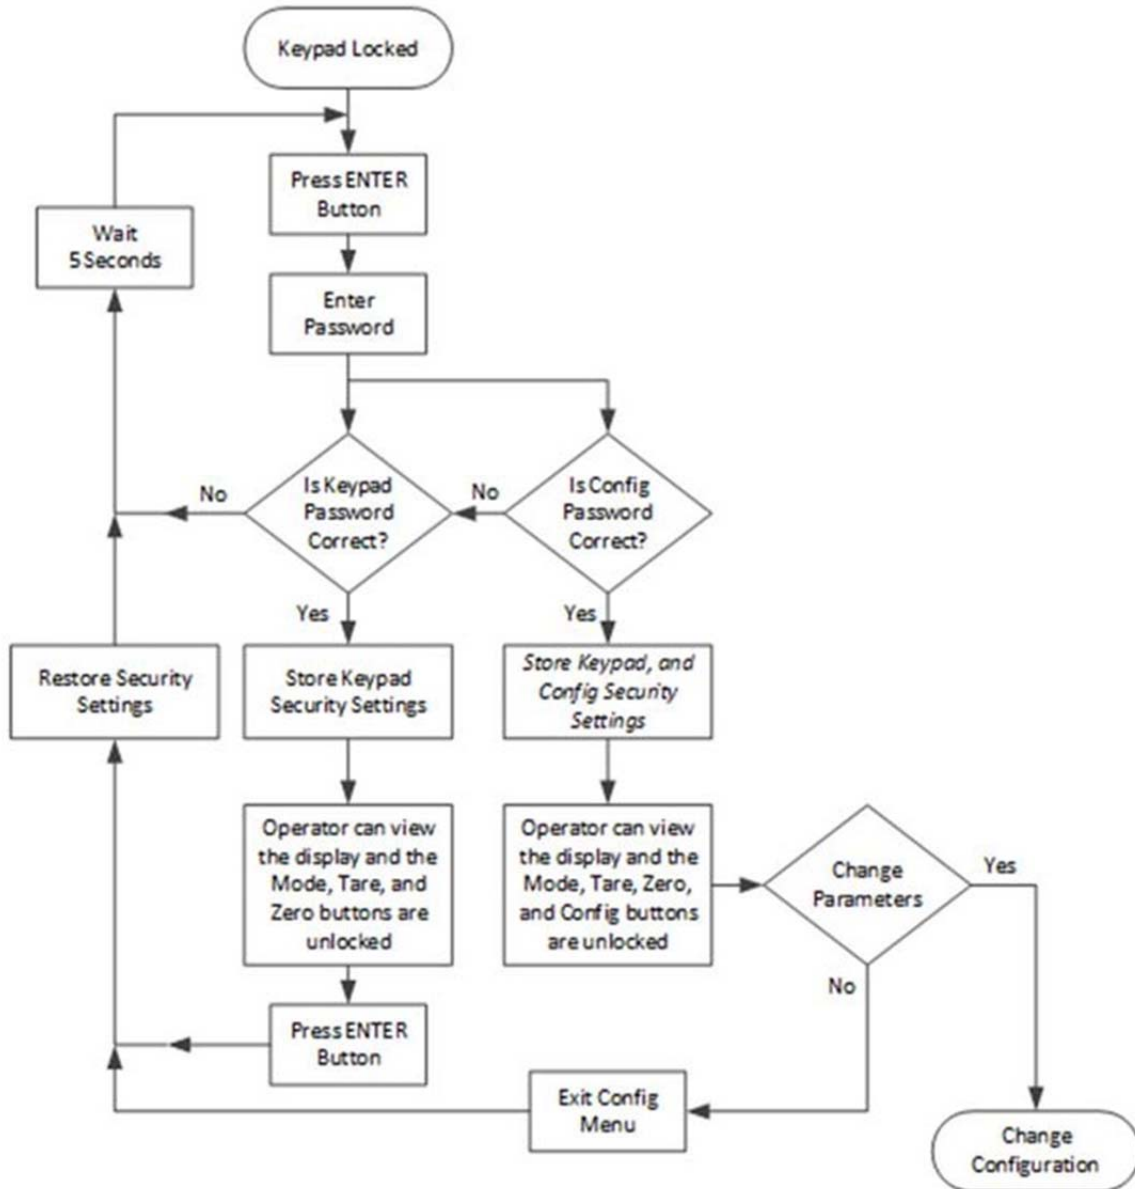 Keypad Locked
Press ENTER
Button
Wait
5 Seconds
Enter
Password
Is Keypad
Password
Correct?
Is Config
Password
Correct?
No
No
Yes
Yes
Restore Security
Settings
Store Keypad
Security Settings
Store Keypad, and
Config Security
Settings
Operator can view
the display and the
Mode, Tare, and
Zero buttons are
unlocked
Operator can view
the display and the
Mode, Tare, Zero,
and Config buttons
are unlocked
Change
Parameters
Yes
No
Press ENTER
Button
Exit Config
Menu
Change
Configuration